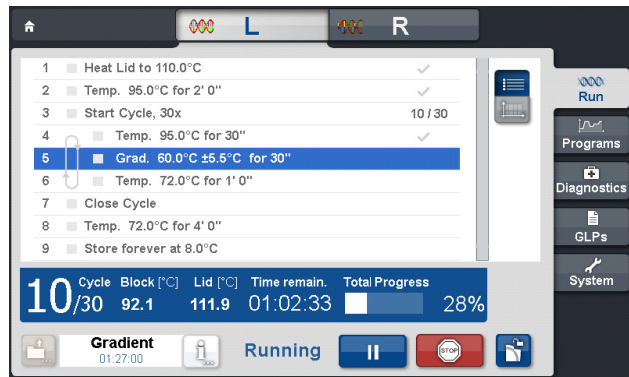 L R
1 Heat Lid to 110.0°C
2 Temp. 95.0°C for 2' 0"
3 Start Cycle, 30x 10 / 30
4 Temp. 95.0°C for 30"
5 Grad. 60.0°C ±5.5°C for 30"
6 Temp. 72.0°C for 1' 0"
7 Close Cycle
8 Temp. 72.0°C for 4' 0"
9 Store forever at 8.0°C
Run
Programs
Diagnostics
GLPs
System
10/30 Cycle
Block [°C] 92.1
Lid [°C] 111.9
Time remain. 01:02:33
Total Progress 28%
Gradient
01:27:00
Running
STOP